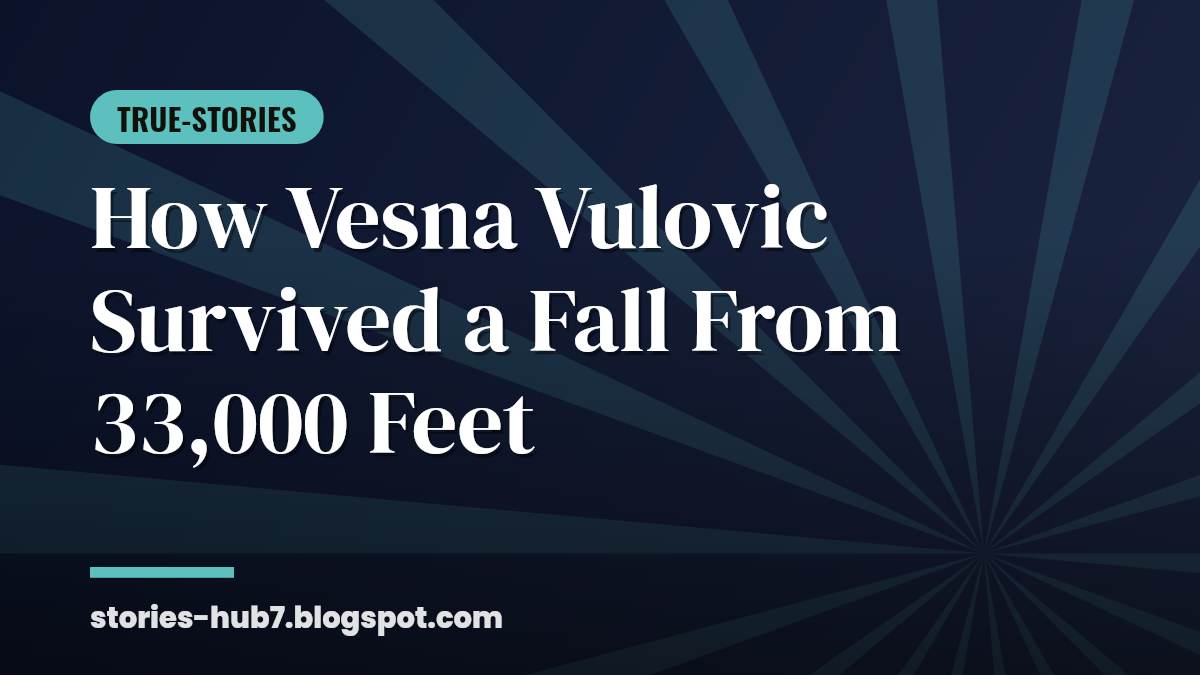 TRUE-STORIES
How Vesna Vulovic
Survived a Fall From
33,000 Feet
stories-hub7.blogspot.com